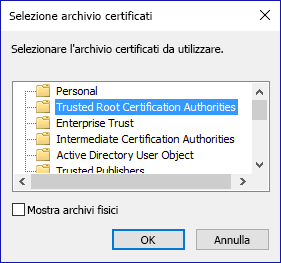 Selezione archivio certificati
Selezionare l'archivio certificati da utilizzare.
Personal
Trusted Root Certification Authorities
Enterprise Trust
Intermediate Certification Authorities
Active Directory User Object
Trusted Publishers
Mostra archivi fisici
OK
Annulla